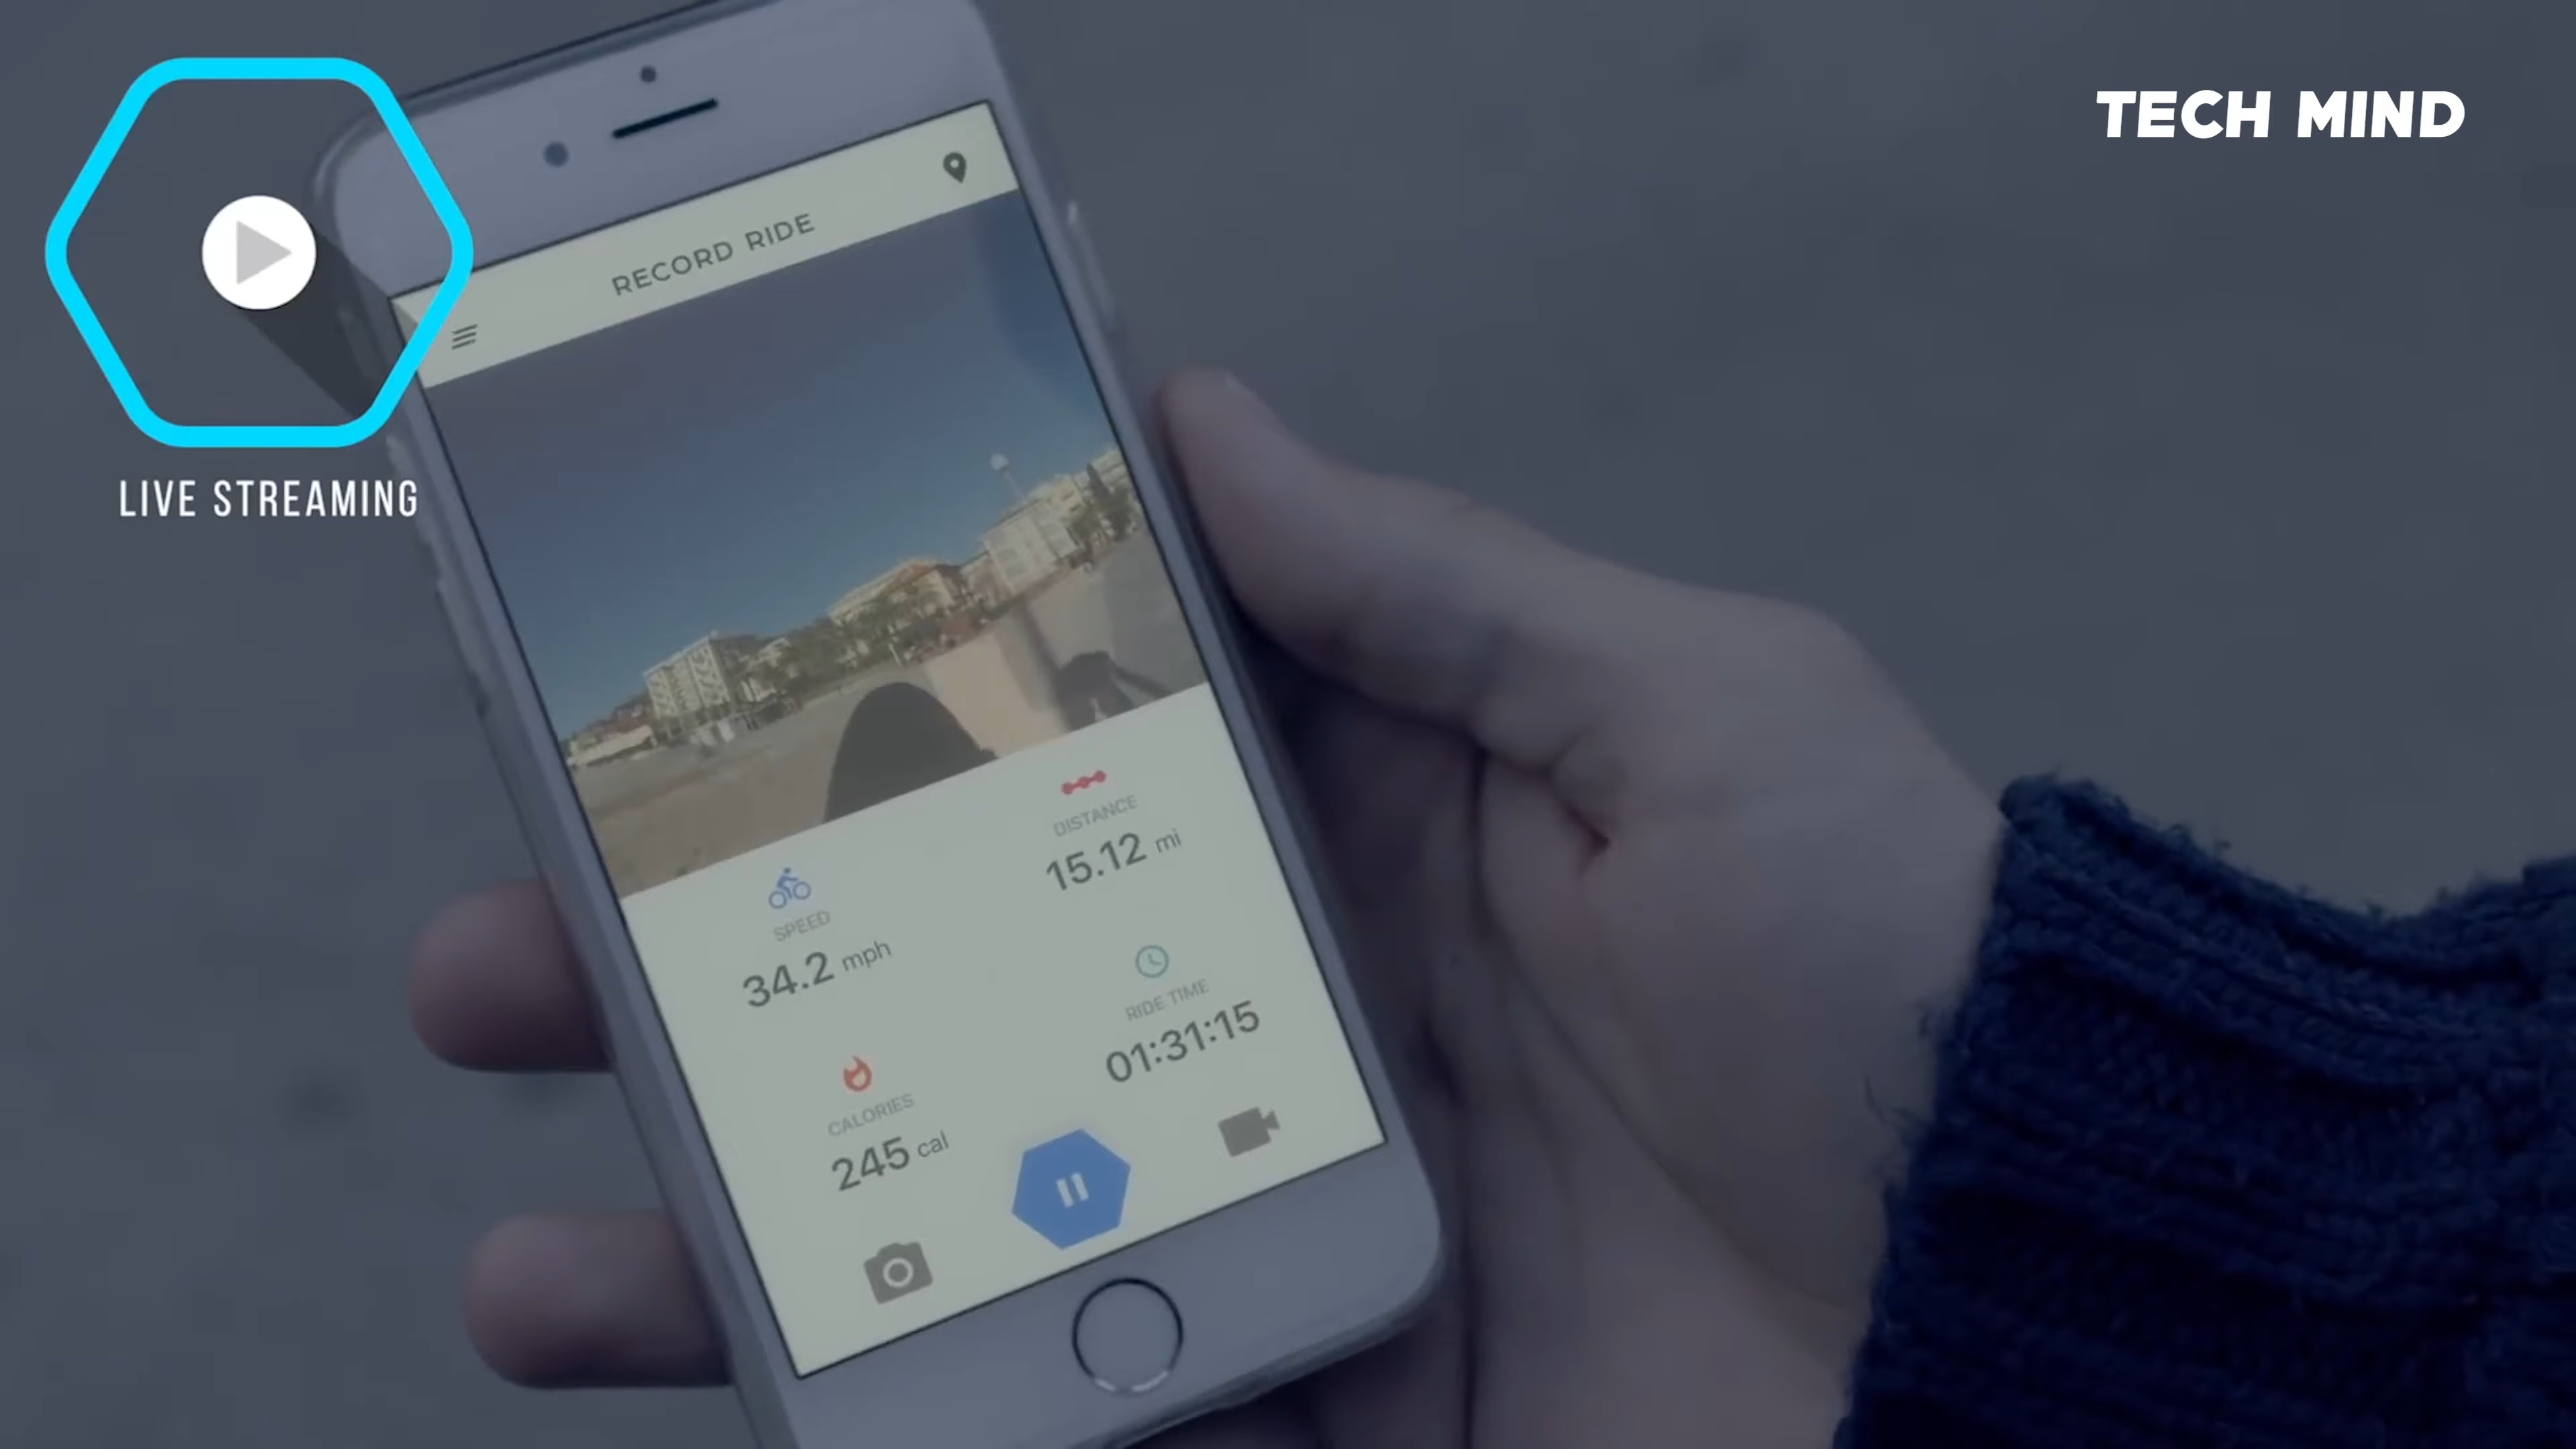 TECH MIND
LIVE STREAMING
RECORD RIDE
DISTANCE
15.12 mi
SPEED
34.2 mph
RIDE TIME
01:31:15
CALORIES
245 cal